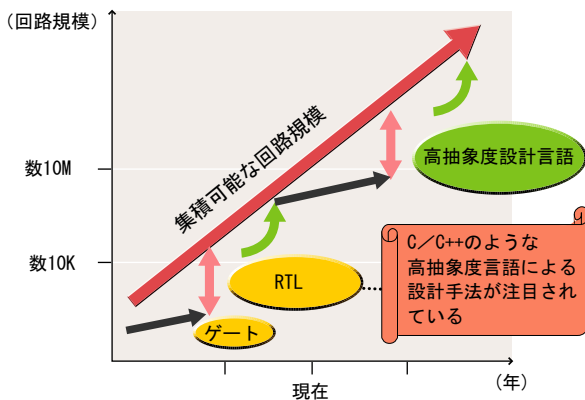 (回路規模)
集積可能な回路規模
数10M
高抽象度設計言語
数10K
RTL
C／C++のような
高抽象度言語による
設計手法が注目され
ている
ゲート
現在
(年)